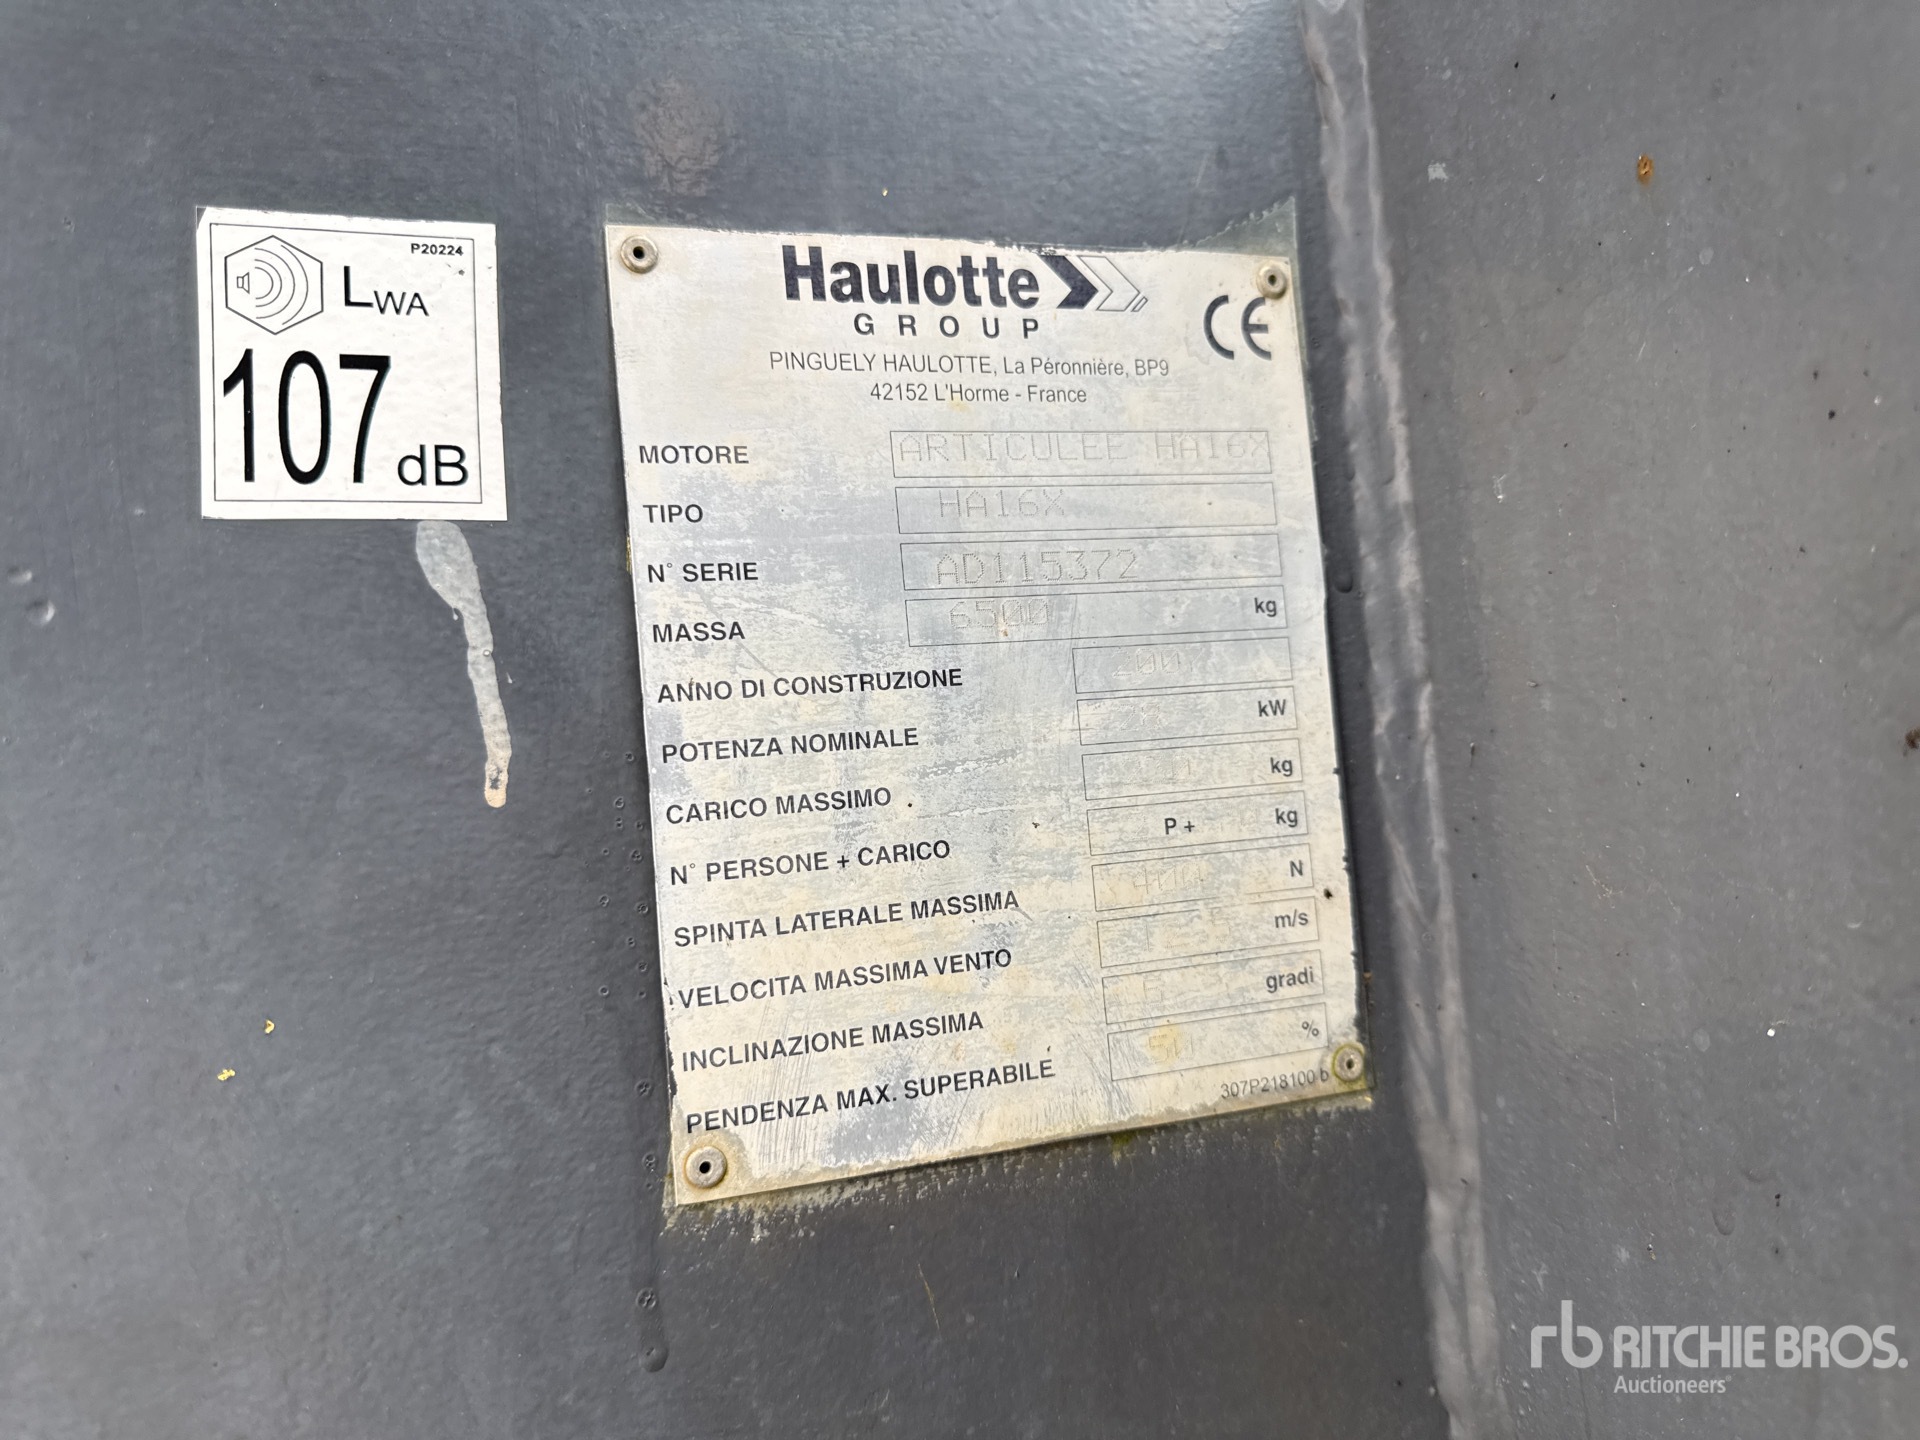 P20224
LWA
107 dB
Haulotte
GROUP
CE
PINGUELY HAULOTTE, La Péronnière, BP9
42152 L'Horme - France
MOTORE ARTICULEE HA16X
TIPO HA16X
N° SERIE AD115372
MASSA 6500 kg
ANNO DI CONSTRUZIONE
POTENZA NOMINALE kW
CARICO MASSIMO kg
N° PERSONE + CARICO P + kg
SPINTA LATERALE MASSIMA 400 N
VELOCITA MASSIMA VENTO m/s
INCLINAZIONE MASSIMA gradi
PENDENZA MAX. SUPERABILE %
307P218100 b
rb RITCHIE BROS.
Auctioneers